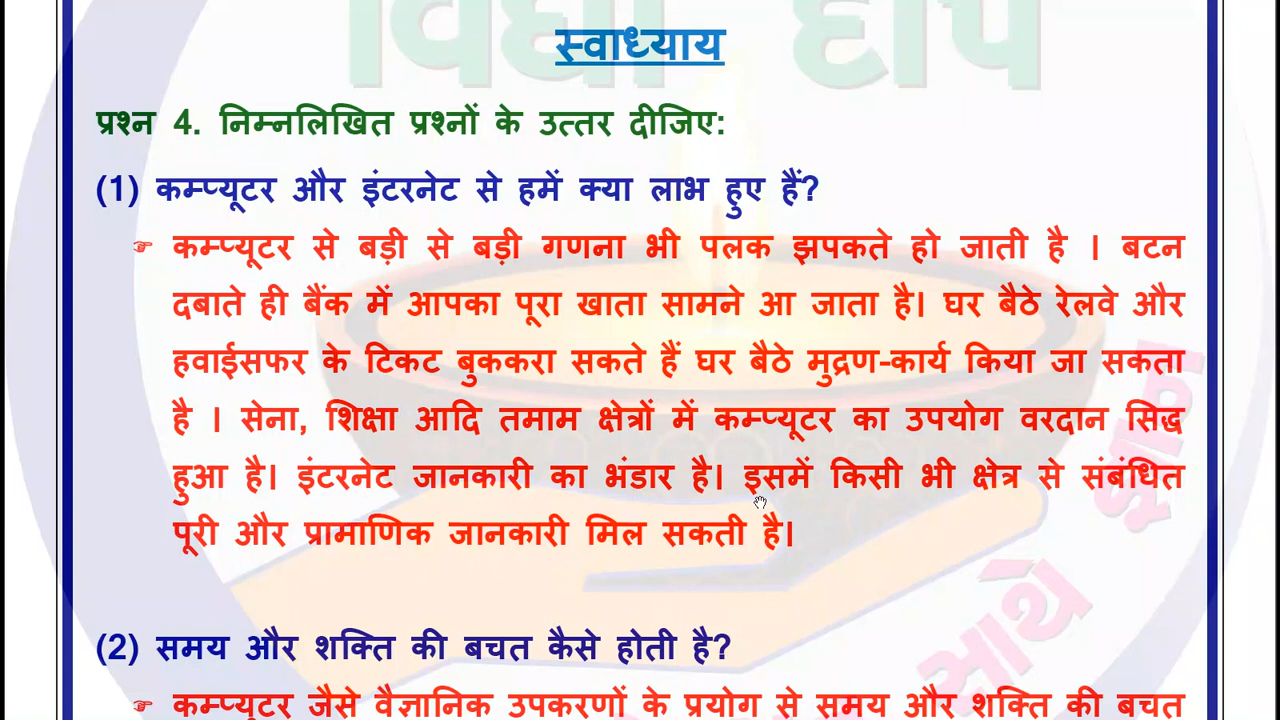 विद्या दीप
स्वाध्याय
प्रश्न 4. निम्नलिखित प्रश्नों के उत्तर दीजिए:
(1) कम्प्यूटर और इंटरनेट से हमें क्या लाभ हुए हैं?
☞ कम्प्यूटर से बड़ी से बड़ी गणना भी पलक झपकते हो जाती है । बटन
दबाते ही बैंक में आपका पूरा खाता सामने आ जाता है। घर बैठे रेलवे और
हवाईसफर के टिकट बुककरा सकते हैं घर बैठे मुद्रण-कार्य किया जा सकता
है । सेना, शिक्षा आदि तमाम क्षेत्रों में कम्प्यूटर का उपयोग वरदान सिद्ध
हुआ है। इंटरनेट जानकारी का भंडार है। इसमें किसी भी क्षेत्र से संबंधित
पूरी और प्रामाणिक जानकारी मिल सकती है।
(2) समय और शक्ति की बचत कैसे होती है?
☞ कम्प्यूटर जैसे वैज्ञानिक उपकरणों के प्रयोग से समय और शक्ति की बचत
સાથે